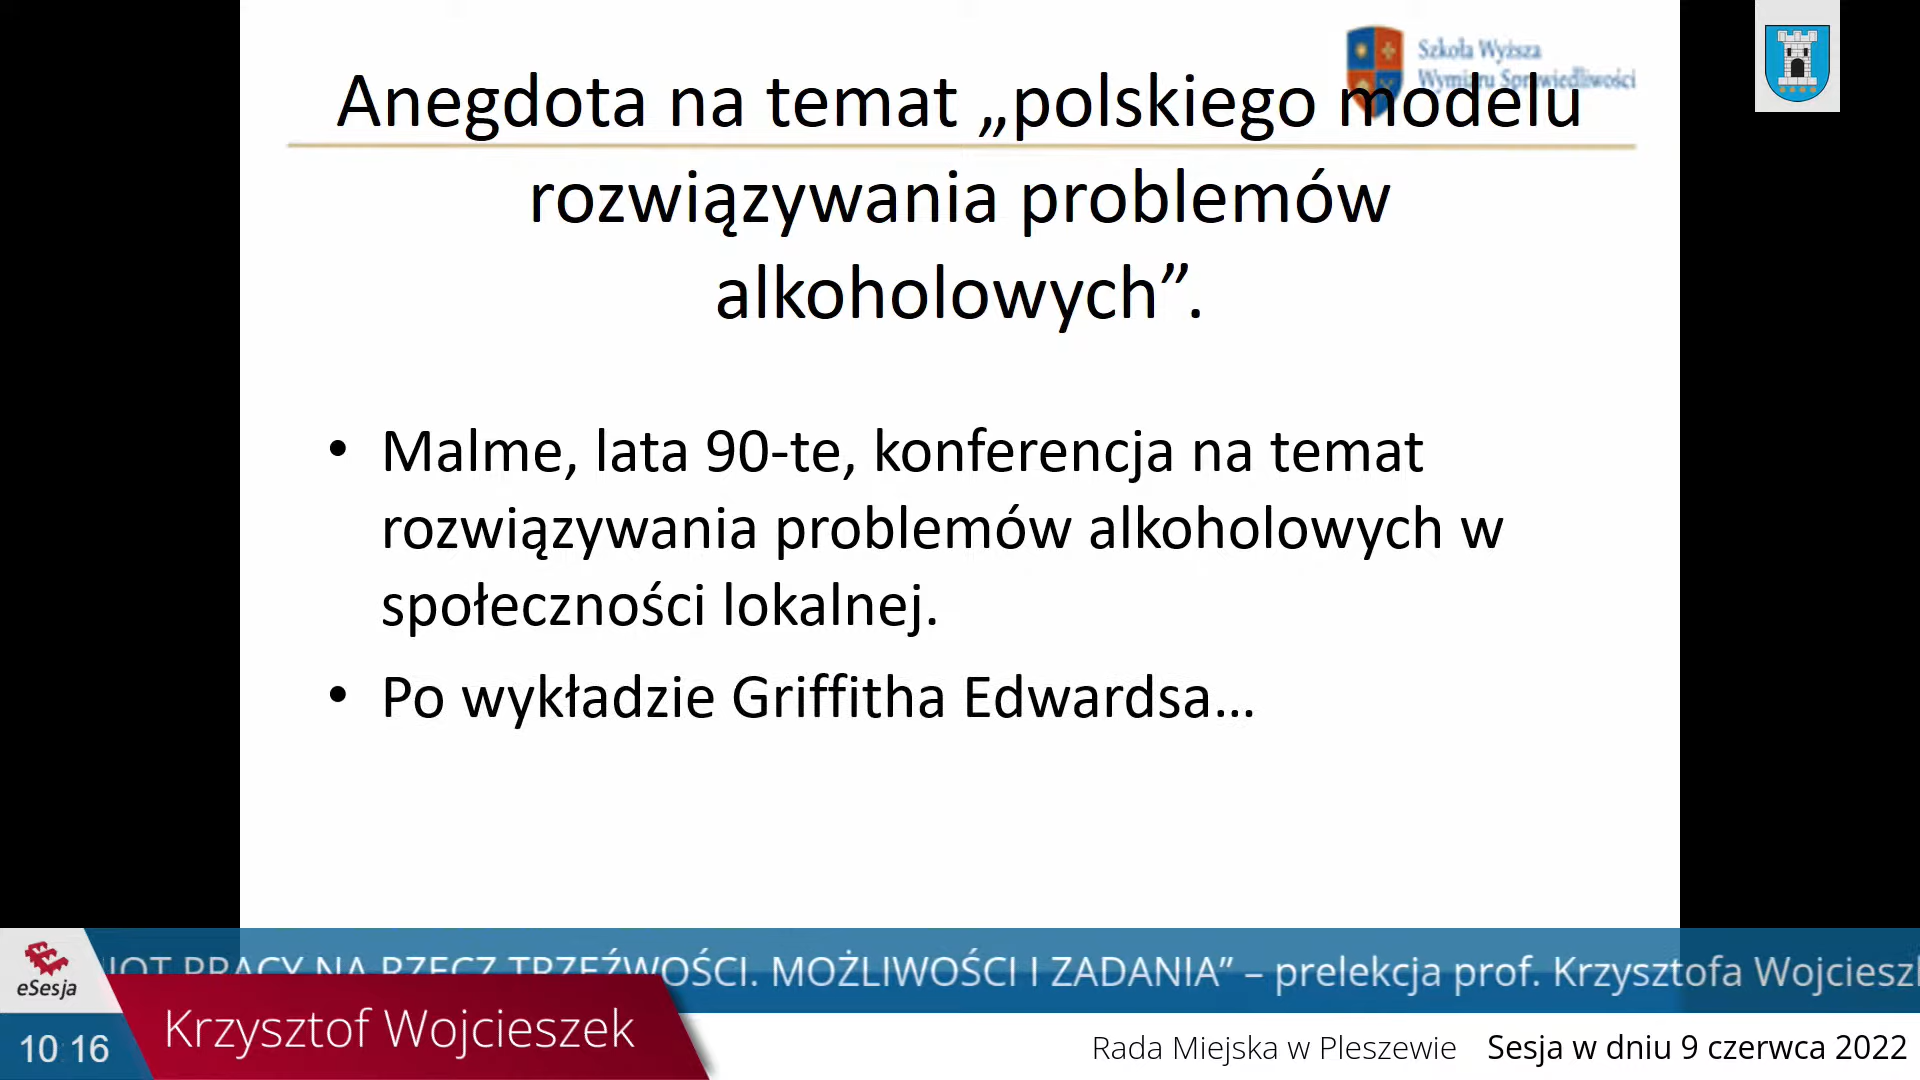 Szkoła Wyższa
Wymiaru Sprawiedliwości
Anegdota na temat „polskiego modelu
rozwiązywania problemów
alkoholowych”.
• Malme, lata 90-te, konferencja na temat
rozwiązywania problemów alkoholowych w
społeczności lokalnej.
• Po wykładzie Griffitha Edwardsa…
PRACY NA RZECZ TRZEŹWOŚCI. MOŻLIWOŚCI I ZADANIA” – prelekcja prof. Krzysztofa
eSesja
Krzysztof Wojcieszek
10 16
Rada Miejska w Pleszewie Sesja w dniu 9 czerwca 2022